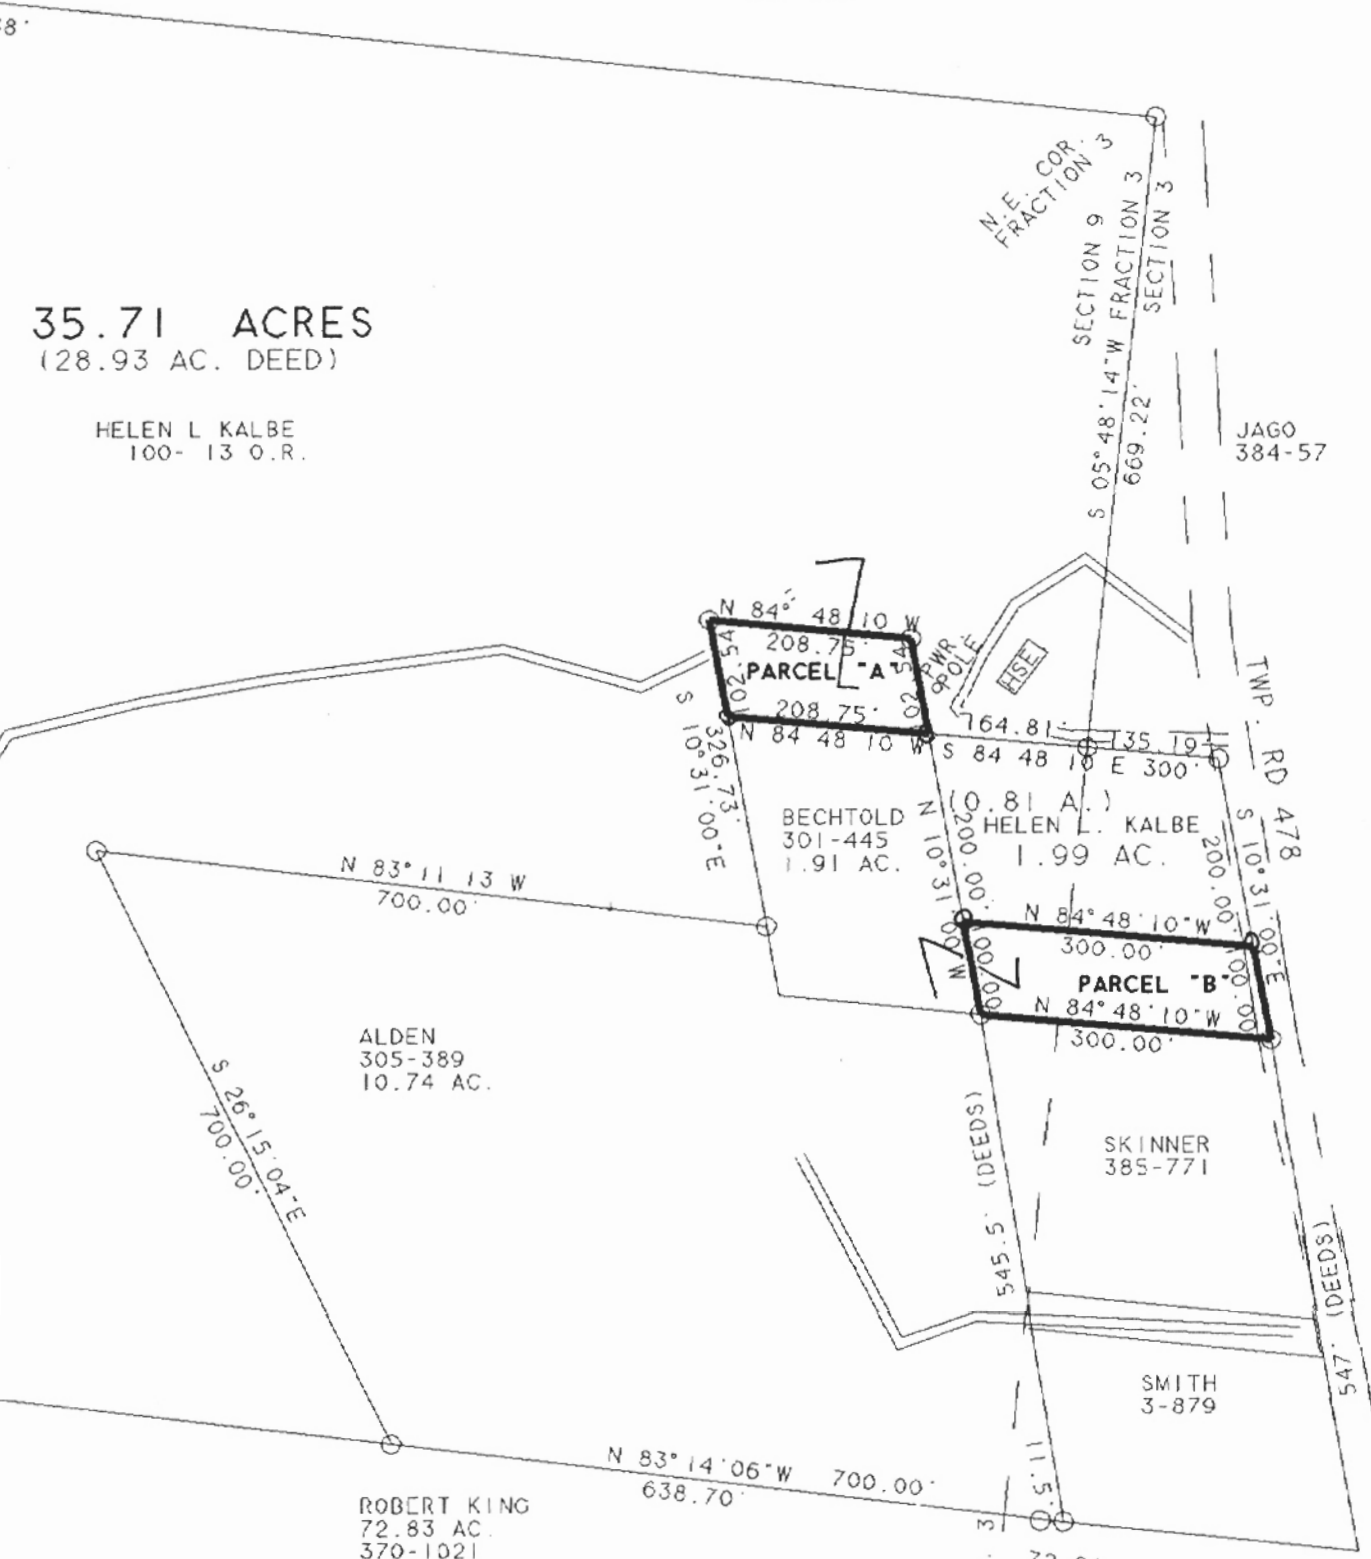 N.E. COR.
FRACTION 3
SECTION 9
S 05°48'14"W FRACTION 3
SECTION 3
669.22'
35.71 ACRES
(28.93 AC. DEED)
HELEN L KALBE
100- 13 O.R.
JAGO
384-57
N 84° 48 10 W
208.75'
PARCEL "A"
102.54
102.54
208.75'
N 84 48 10 W
PWR
POLE
HSE
TWP. RD 478
164.81'
135.19'
S 84 48 10 E 300'
S 10°31'00"E
326.73'
BECHTOLD
301-445
1.91 AC.
(0.81 A.)
HELEN L. KALBE
1.99 AC.
N 10°31'00 W
200.00'
200.00'
S 10°31'00"E
N 83°11 13 W
700.00'
N 84°48'10"W
300.00'
PARCEL "B"
100.00
100.00
N 84°48'10"W
300.00'
ALDEN
305-389
10.74 AC.
S 26°15'04"E
700.00'
545.5' (DEEDS)
SKINNER
385-771
547' (DEEDS)
SMITH
3-879
11.5'
N 83°14'06"W 700.00'
638.70'
3
ROBERT KING
72.83 AC.
370-1021